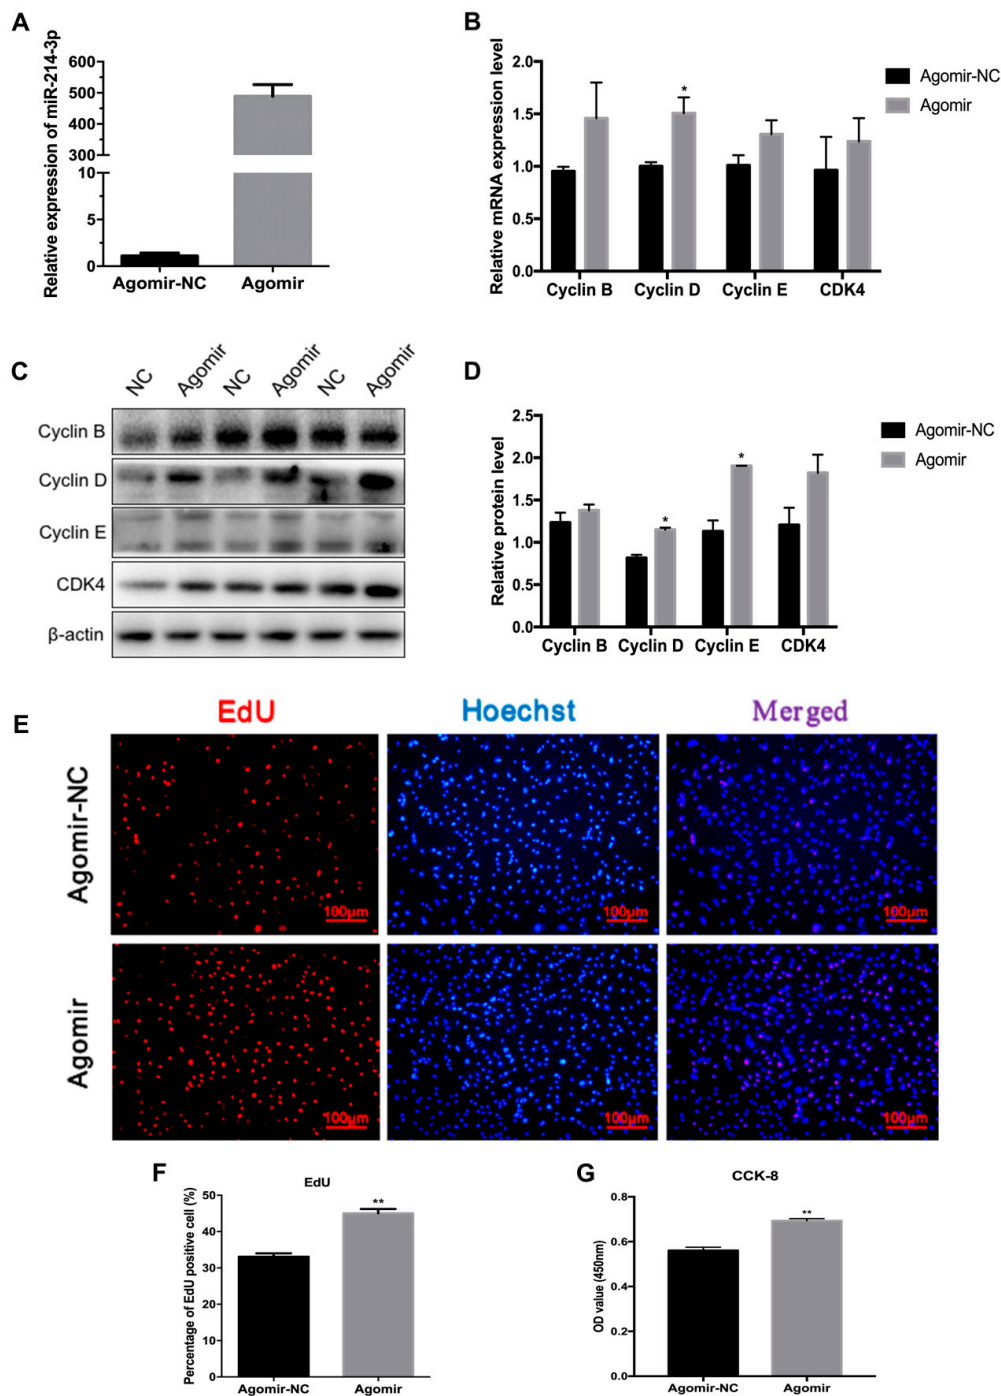 A
Relative expression of miR-214-3p
600
500
400
300
200
100
10
5
0
Agomir-NC
Agomir
B
Relative mRNA expression level
2.0
1.5
1.0
0.5
0.0
*
Cyclin B
Cyclin D
Cyclin E
CDK4
Agomir-NC
Agomir
C
NC
Agomir
NC
Agomir
NC
Agomir
Cyclin B
Cyclin D
Cyclin E
CDK4
β-actin
D
Relative protein level
2.5
2.0
1.5
1.0
0.5
0.0
*
*
Cyclin B
Cyclin D
Cyclin E
CDK4
Agomir-NC
Agomir
E
EdU
Hoechst
Merged
Agomir-NC
100μm
100μm
100μm
Agomir
100μm
100μm
100μm
F
EdU
Percentage of EdU positive cell (%)
50
40
30
20
10
0
**
Agomir-NC
Agomir
G
CCK-8
OD value (450nm)
0.8
0.6
0.4
0.2
0.0
**
Agomir-NC
Agomir